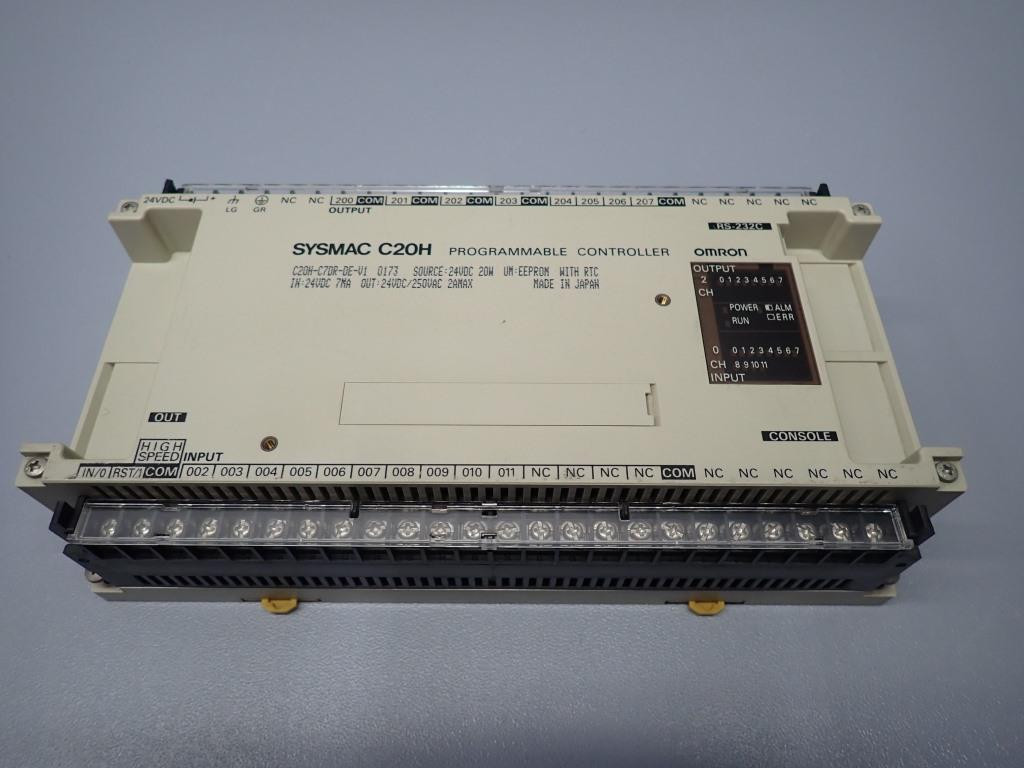 24VDC - + LG GR NC NC 200 COM 201 COM 202 COM 203 COM 204 205 206 207 COM NC NC NC NC NC
OUTPUT
RS-232C
SYSMAC C20H PROGRAMMABLE CONTROLLER OMRON
C20H-C7DR-DE-V1 0173 SOURCE:24VDC 20W UM:EEPROM WITH RTC
IN:24VDC 7MA OUT:24VDC/250VAC 2AMAX MADE IN JAPAN
OUTPUT
2 0 1 2 3 4 5 6 7
CH
POWER ALM
RUN ERR
0 0 1 2 3 4 5 6 7
CH 8 9 10 11
INPUT
OUT
CONSOLE
HIGH
SPEED INPUT
IN/0 RST/1 COM 002 003 004 005 006 007 008 009 010 011 NC NC NC NC COM NC NC NC NC NC NC